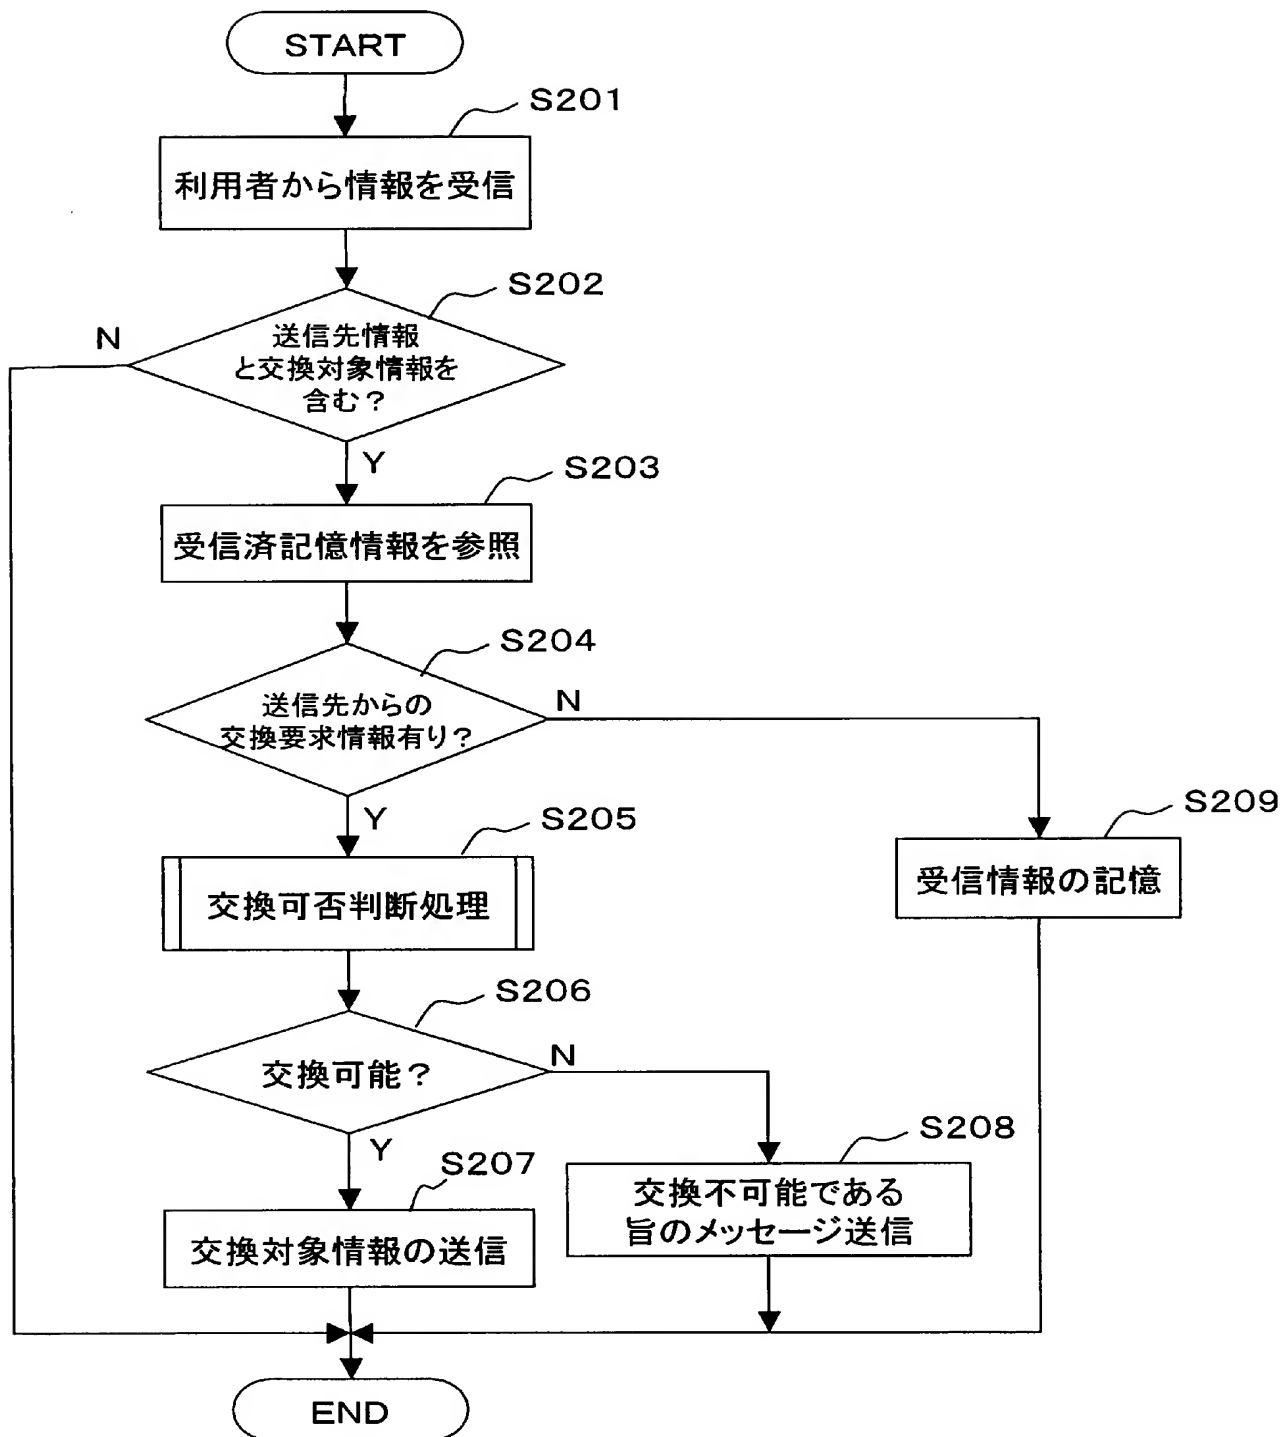 START
S201
利用者から情報を受信
S202
N
送信先情報
と交換対象情報を
含む？
Y
S203
受信済記憶情報を参照
S204
送信先からの
交換要求情報有り？
N
Y
S205
交換可否判断処理
S209
受信情報の記憶
S206
交換可能？
N
Y
S207
交換対象情報の送信
S208
交換不可能である
旨のメッセージ送信
END